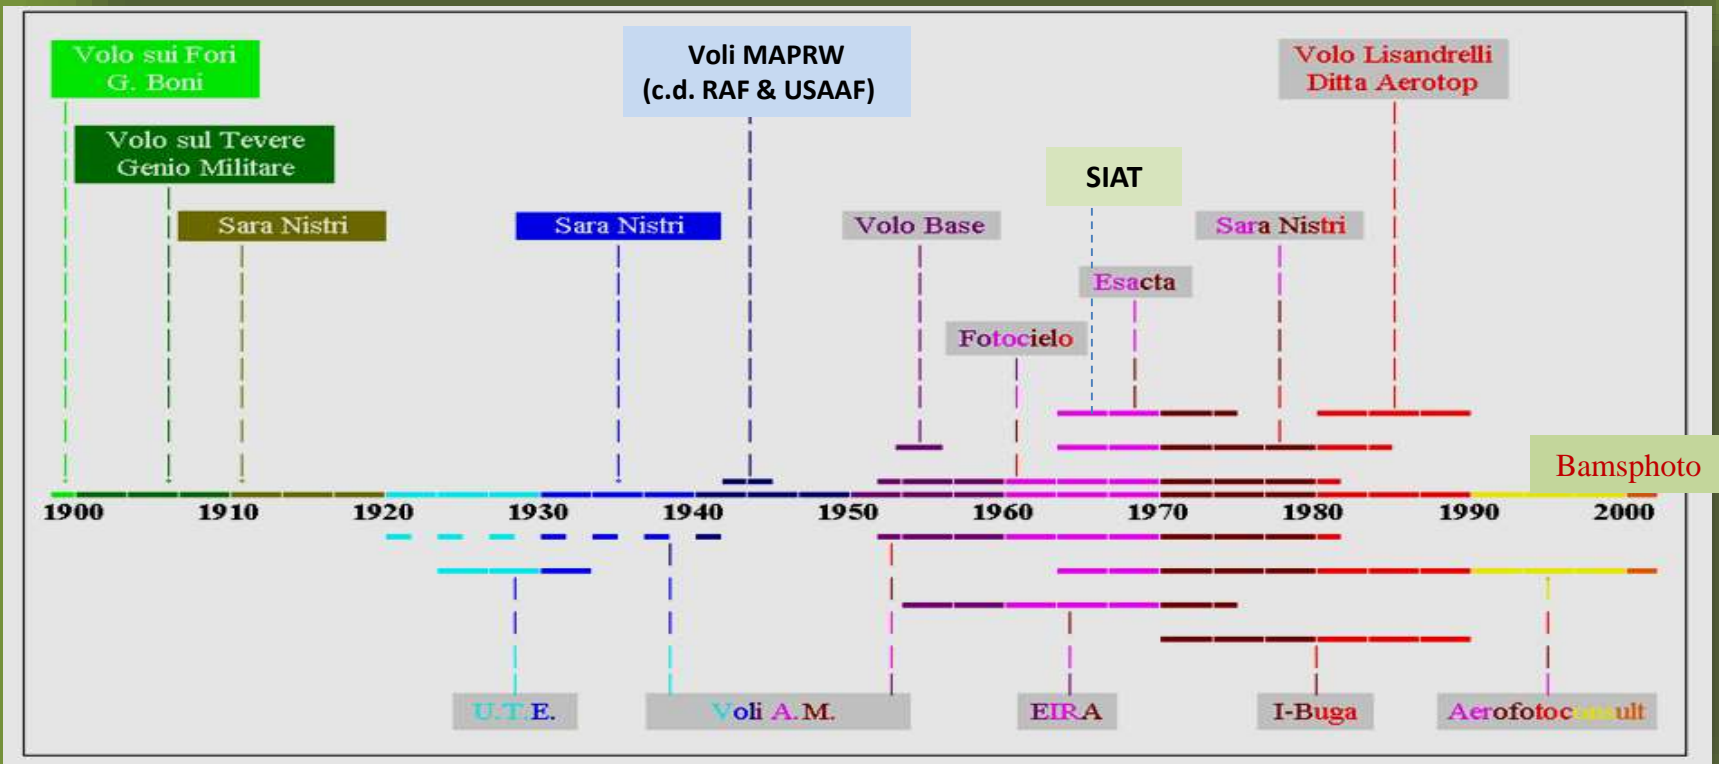 Volo sui Fori
G. Boni
Voli MAPRW
(c.d. RAF & USAAF)
Volo Lisandrelli
Ditta Aerotop
Volo sul Tevere
Genio Militare
SIAT
Sara Nistri
Sara Nistri
Volo Base
Sara Nistri
Esacta
Fotocielo
Bamsphoto
1900 1910 1920 1930 1940 1950 1960 1970 1980 1990 2000
U.T.E.
Voli A.M.
EIRA
I-Buga
Aerofotoconsult